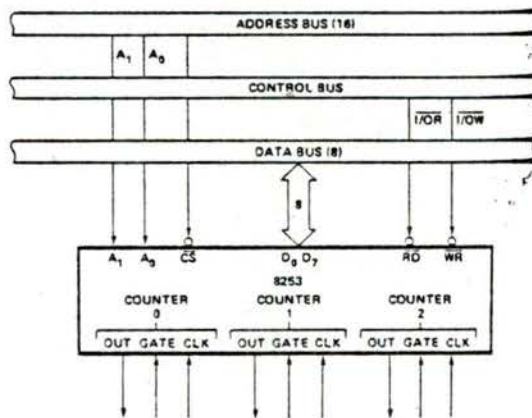 ADDRESS BUS (16)
A1 A0
CONTROL BUS
I/OR I/OW
DATA BUS (8)
8
A1 A0 CS D0 D7 RD WR
8253
COUNTER COUNTER COUNTER
0 1 2
OUT GATE CLK OUT GATE CLK OUT GATE CLK